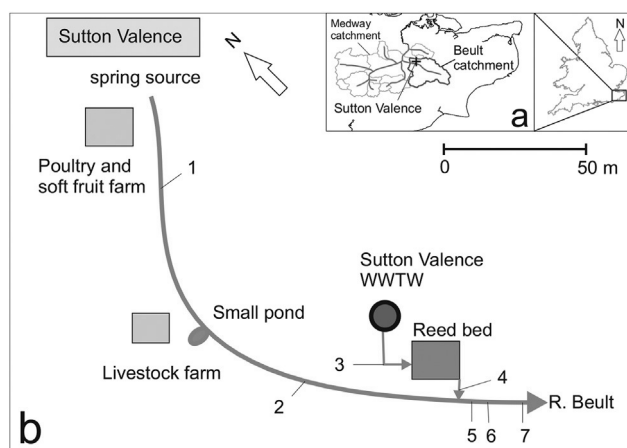 Sutton Valence
N
spring source
Poultry and
soft fruit farm
1
Small pond
Livestock farm
2
Sutton Valence
WWTW
Reed bed
3
4
R. Beult
5 6 7
b
Medway
catchment
Beult
catchment
Sutton Valence
a
N
0 50 m